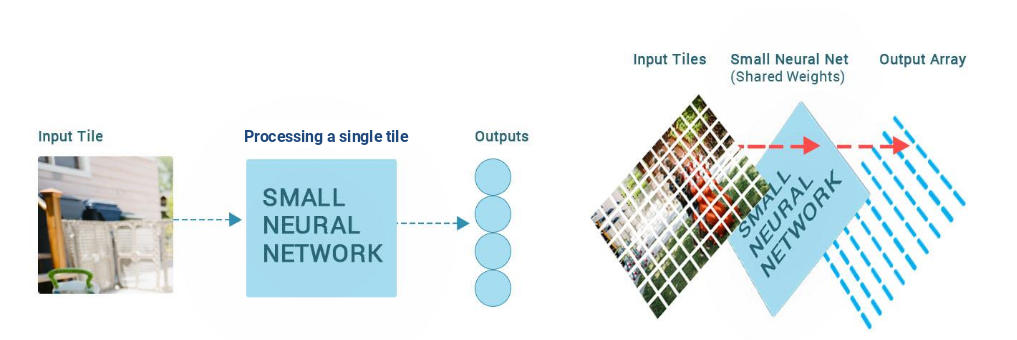 Input Tile
Processing a single tile
Outputs
SMALL
NEURAL
NETWORK
Input Tiles
Small Neural Net
(Shared Weights)
Output Array
SMALL
NEURAL
NETWORK